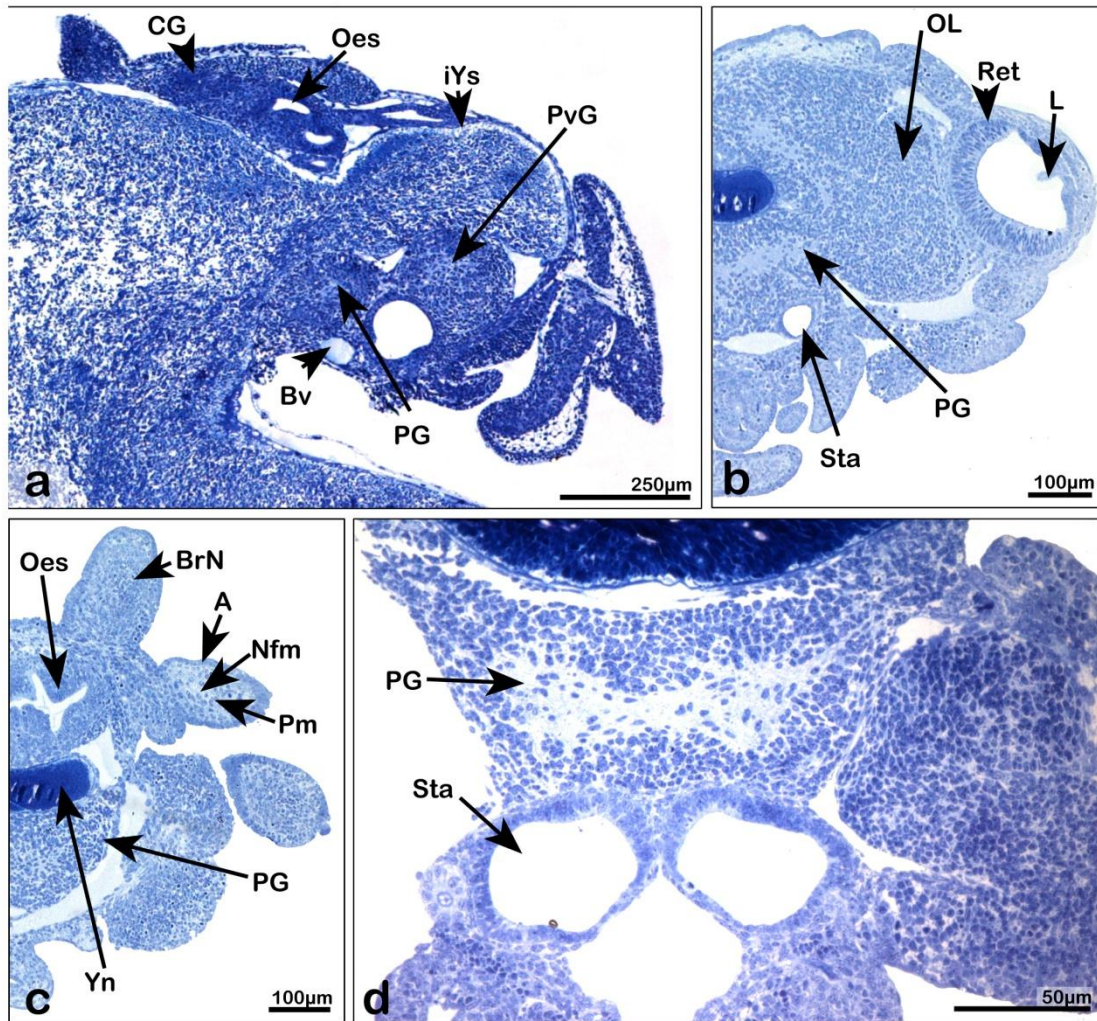 CG
Oes
iYs
PvG
Bv
PG
a
250µm
OL
Ret
L
PG
Sta
b
100µm
Oes
BrN
A
Nfm
Pm
PG
Yn
c
100µm
PG
Sta
d
50µm